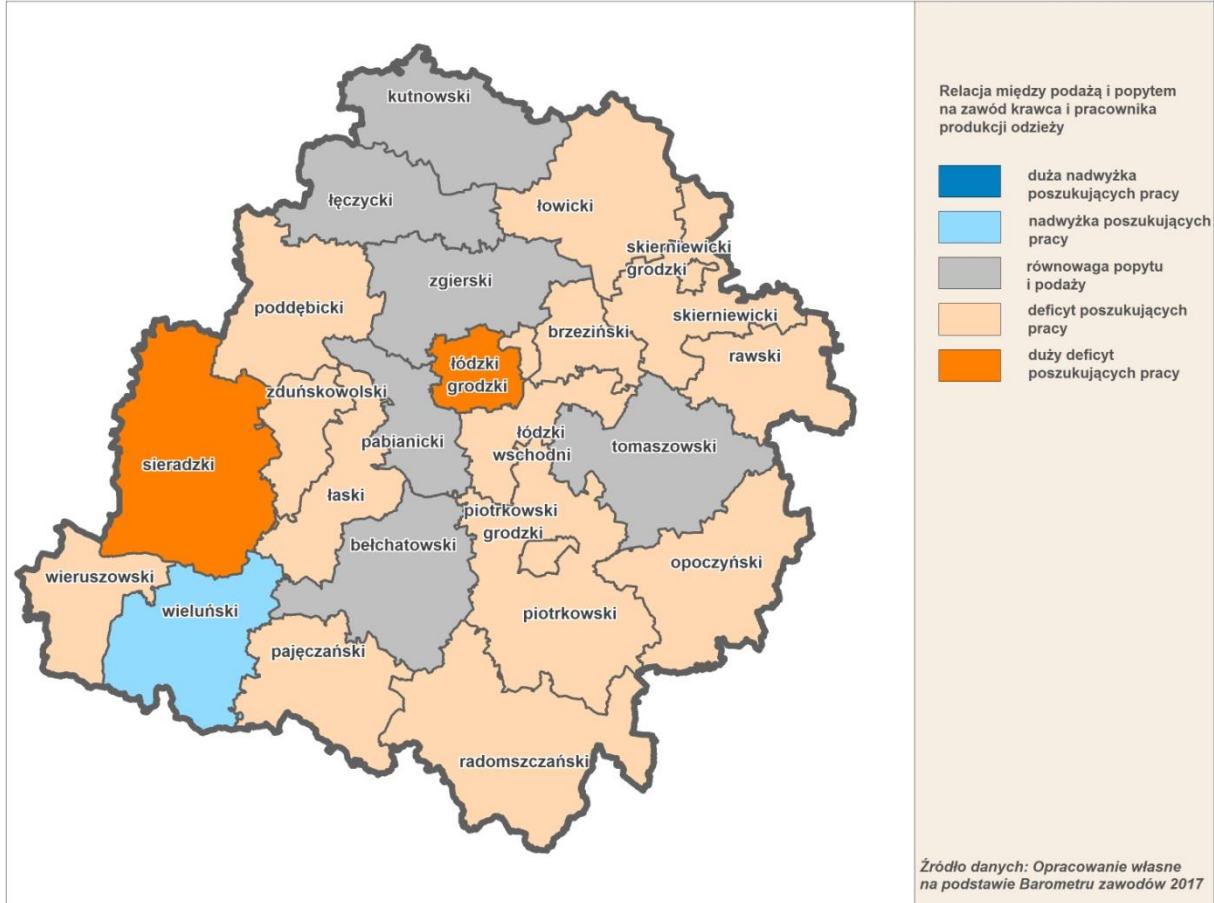 kutnowski
łęczycki
łowicki
skierniewicki
grodzki
zgierski
poddębicki
brzeziński
skierniewicki
rawski
łódzki
grodzki
zduńskowolski
łódzki
wschodni
pabianicki
tomaszowski
sieradzki
łaski
piotrkowski
grodzki
bełchatowski
opoczyński
wieruszowski
wieluński
piotrkowski
pajęczański
radomszczański
Relacja między podażą i popytem
na zawód krawca i pracownika
produkcji odzieży
duża nadwyżka
poszukujących pracy
nadwyżka poszukujących
pracy
równowaga popytu
i podaży
deficyt poszukujących
pracy
duży deficyt
poszukujących pracy
Źródło danych: Opracowanie własne
na podstawie Barometru zawodów 2017